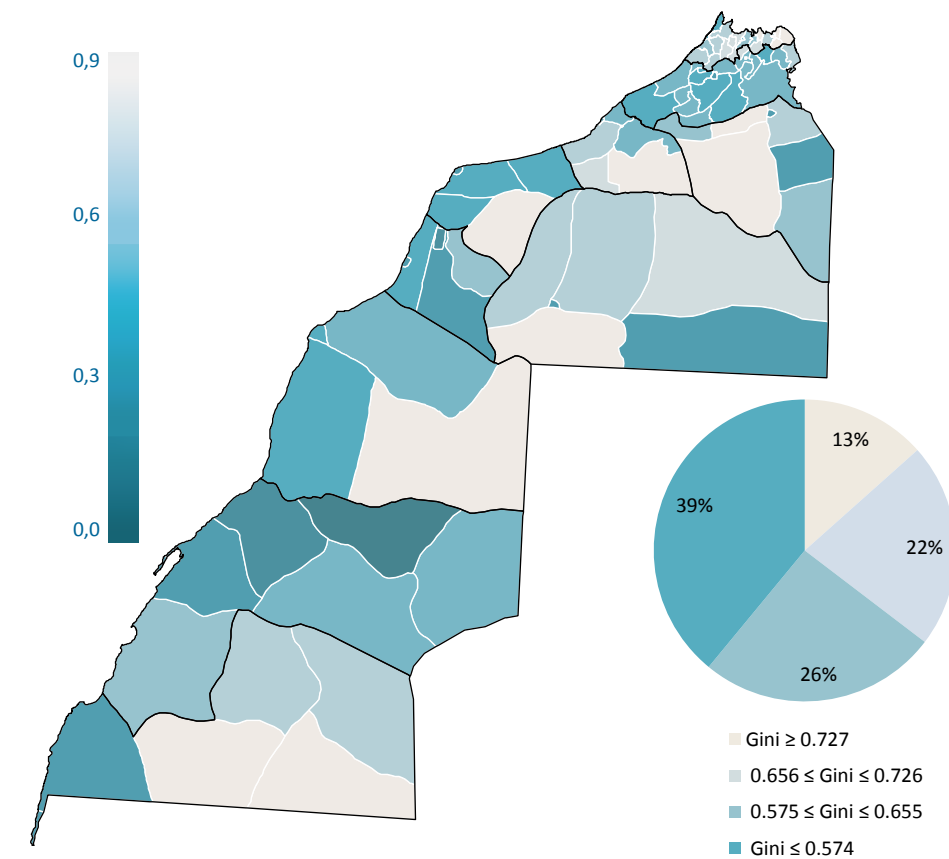 0,9
0,6
0,3
0,0
13%
39%
22%
26%
Gini ≥ 0.727
0.656 ≤ Gini ≤ 0.726
0.575 ≤ Gini ≤ 0.655
Gini ≤ 0.574